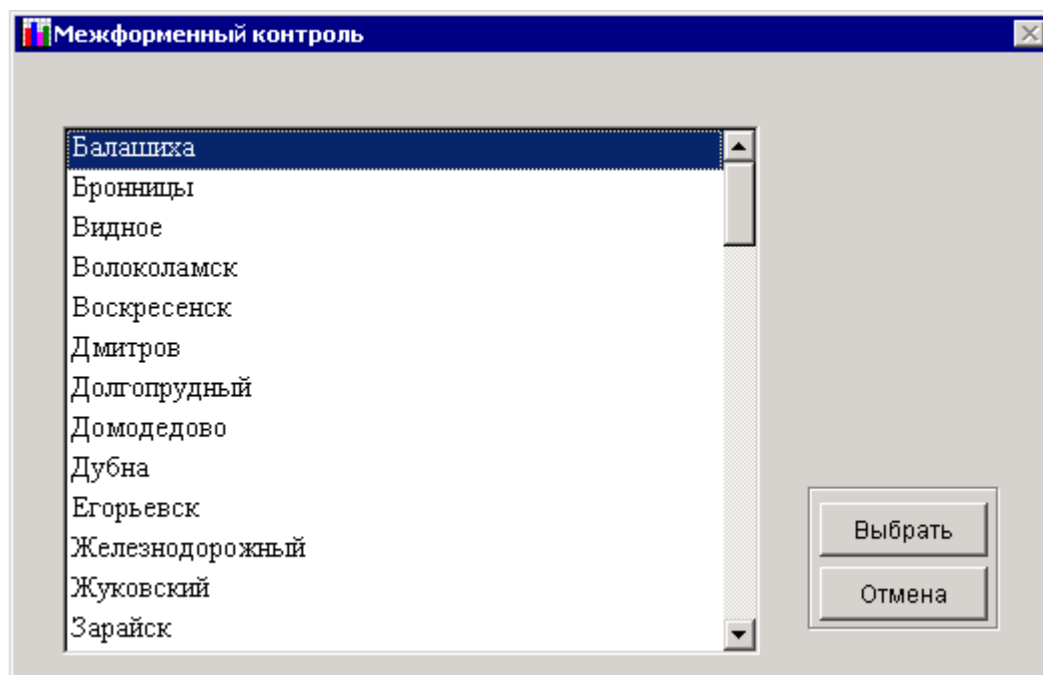 Межформенный контроль
Балашиха
Бронницы
Видное
Волоколамск
Воскресенск
Дмитров
Долгопрудный
Домодедово
Дубна
Егорьевск
Железнодорожный
Жуковский
Зарайск
Выбрать
Отмена